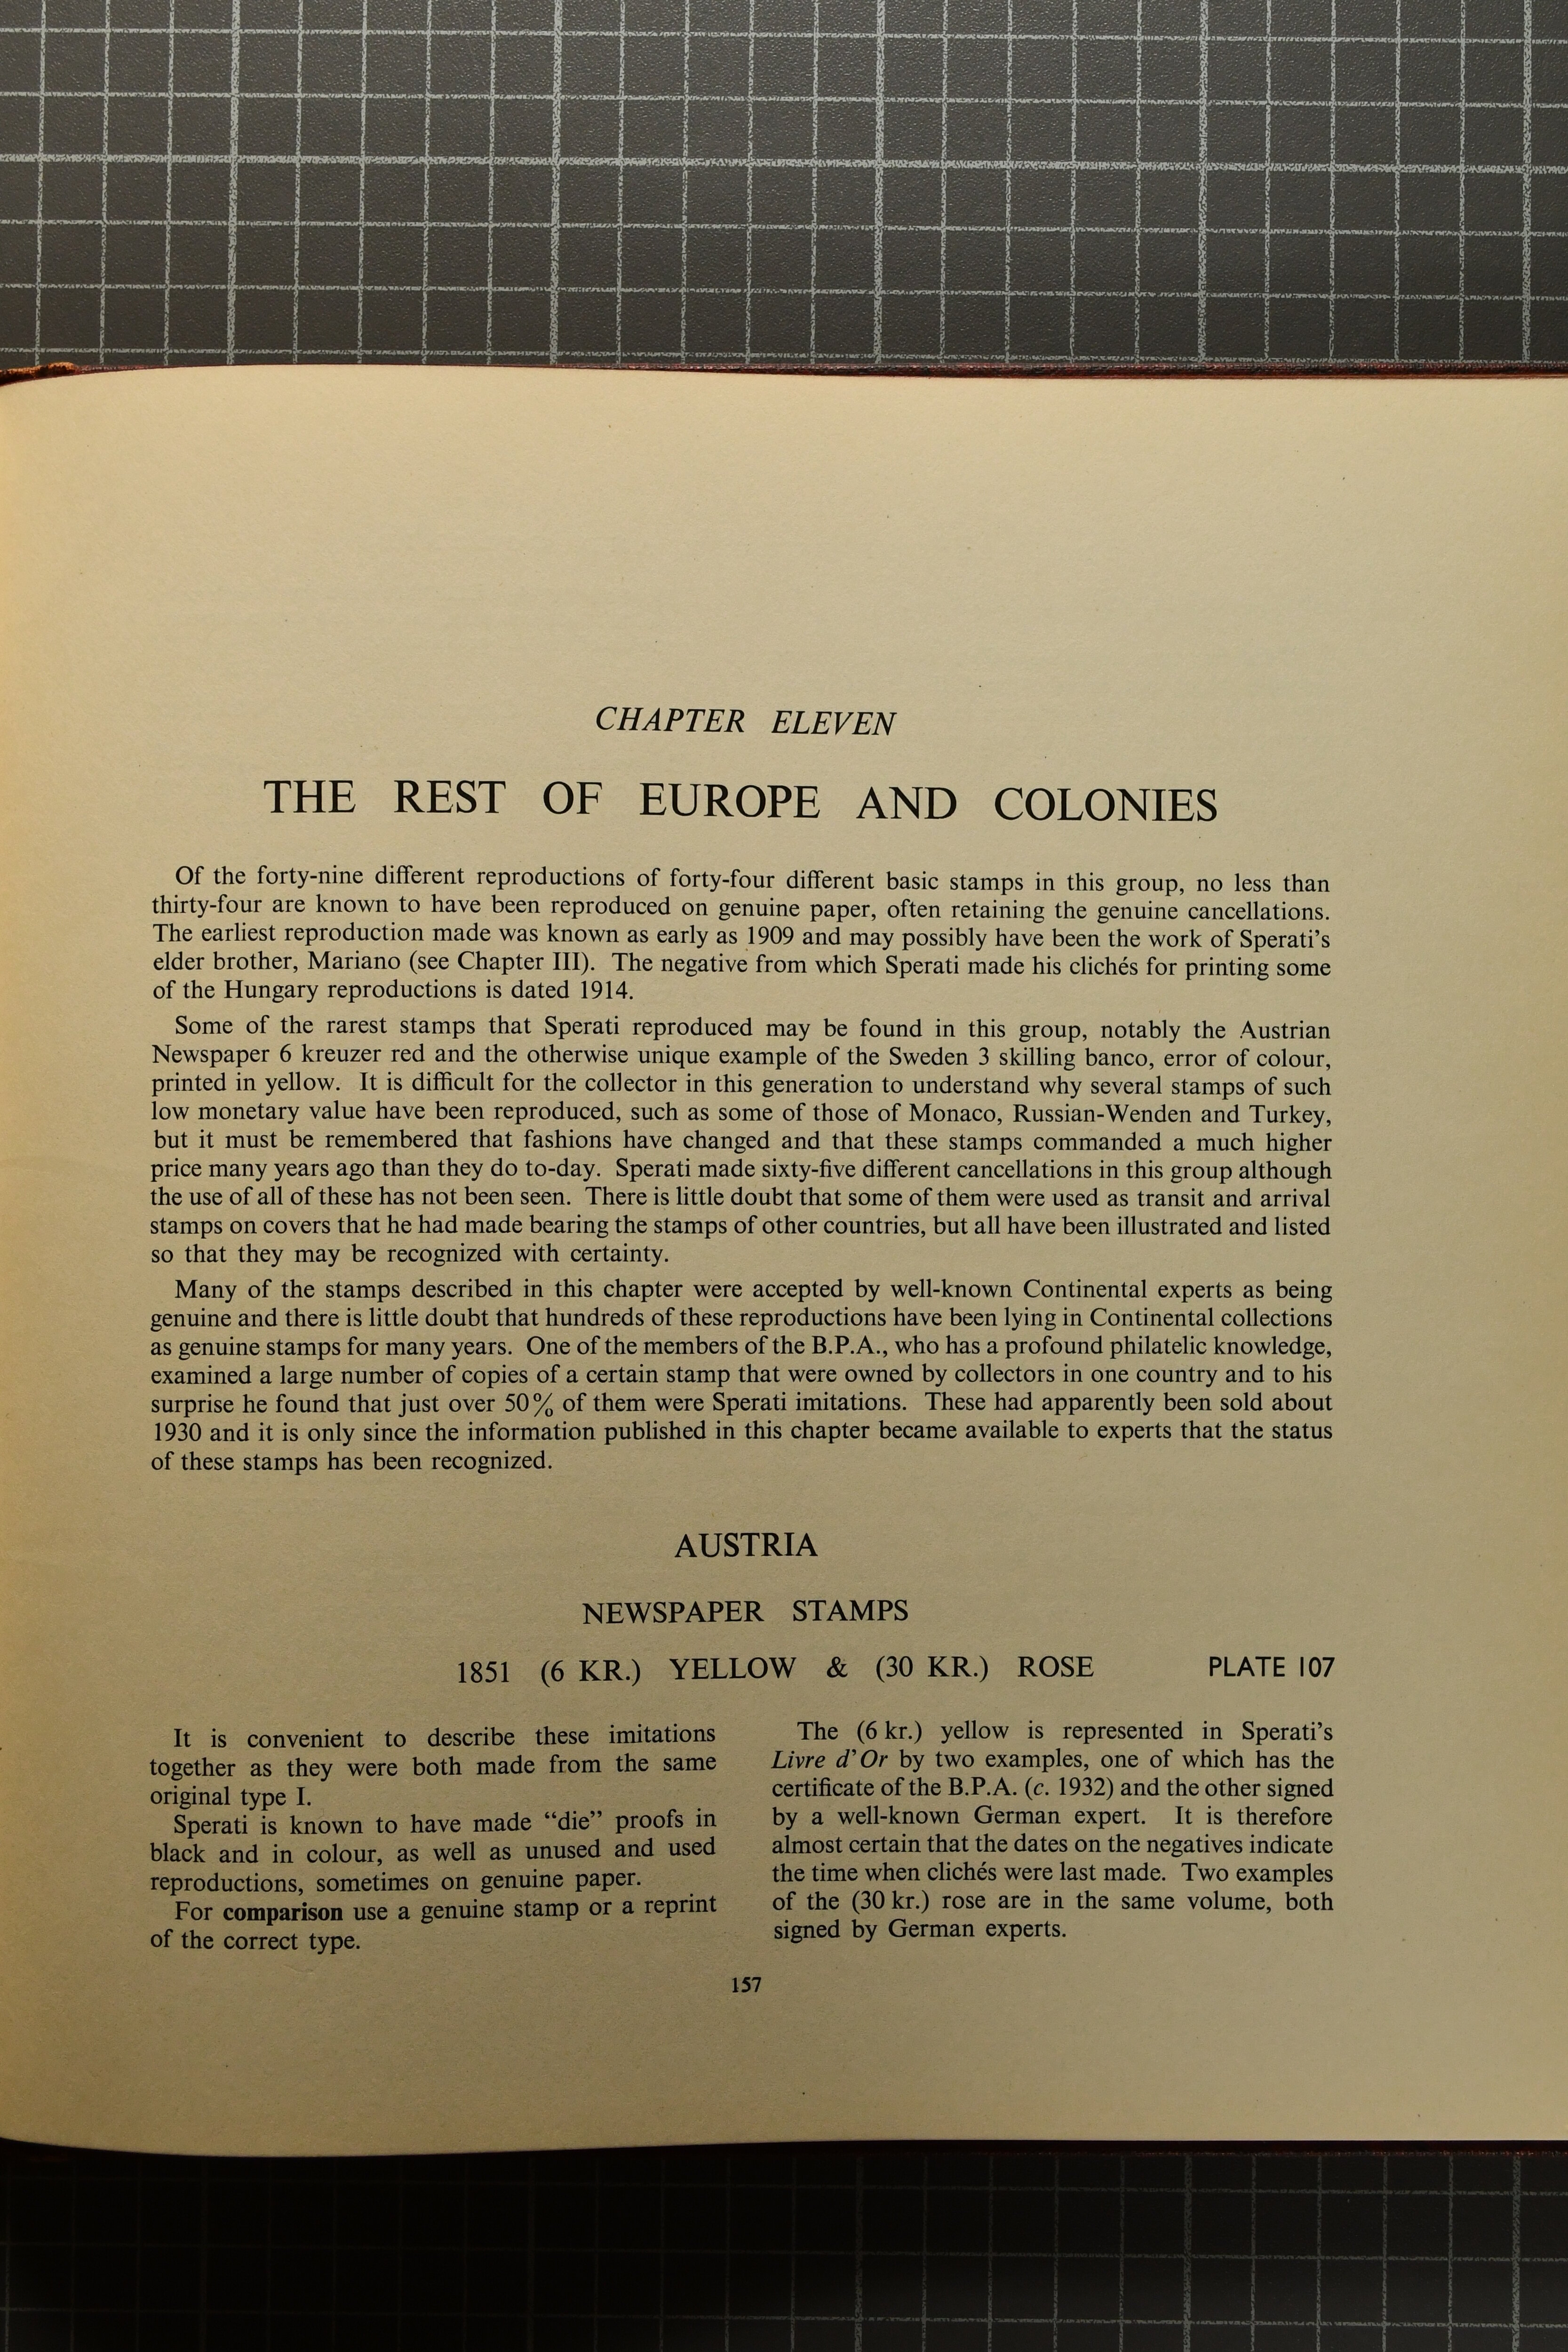 CHAPTER ELEVEN
THE REST OF EUROPE AND COLONIES
Of the forty-nine different reproductions of forty-four different basic stamps in this group, no less than
thirty-four are known to have been reproduced on genuine paper, often retaining the genuine cancellations.
The earliest reproduction made was known as early as 1909 and may possibly have been the work of Sperati's
elder brother, Mariano (see Chapter III). The negative from which Sperati made his clichés for printing some
of the Hungary reproductions is dated 1914.
Some of the rarest stamps that Sperati reproduced may be found in this group, notably the Austrian
Newspaper 6 kreuzer red and the otherwise unique example of the Sweden 3 skilling banco, error of colour,
printed in yellow. It is difficult for the collector in this generation to understand why several stamps of such
low monetary value have been reproduced, such as some of those of Monaco, Russian-Wenden and Turkey,
but it must be remembered that fashions have changed and that these stamps commanded a much higher
price many years ago than they do to-day. Sperati made sixty-five different cancellations in this group although
the use of all of these has not been seen. There is little doubt that some of them were used as transit and arrival
stamps on covers that he had made bearing the stamps of other countries, but all have been illustrated and listed
so that they may be recognized with certainty.
Many of the stamps described in this chapter were accepted by well-known Continental experts as being
genuine and there is little doubt that hundreds of these reproductions have been lying in Continental collections
as genuine stamps for many years. One of the members of the B.P.A., who has a profound philatelic knowledge,
examined a large number of copies of a certain stamp that were owned by collectors in one country and to his
surprise he found that just over 50% of them were Sperati imitations. These had apparently been sold about
1930 and it is only since the information published in this chapter became available to experts that the status
of these stamps has been recognized.
AUSTRIA
NEWSPAPER STAMPS
1851 (6 KR.) YELLOW & (30 KR.) ROSE PLATE 107
It is convenient to describe these imitations
together as they were both made from the same
original type I.
Sperati is known to have made “die” proofs in
black and in colour, as well as unused and used
reproductions, sometimes on genuine paper.
For comparison use a genuine stamp or a reprint
of the correct type.
The (6 kr.) yellow is represented in Sperati's
Livre d'Or by two examples, one of which has the
certificate of the B.P.A. (c. 1932) and the other signed
by a well-known German expert. It is therefore
almost certain that the dates on the negatives indicate
the time when clichés were last made. Two examples
of the (30 kr.) rose are in the same volume, both
signed by German experts.
157